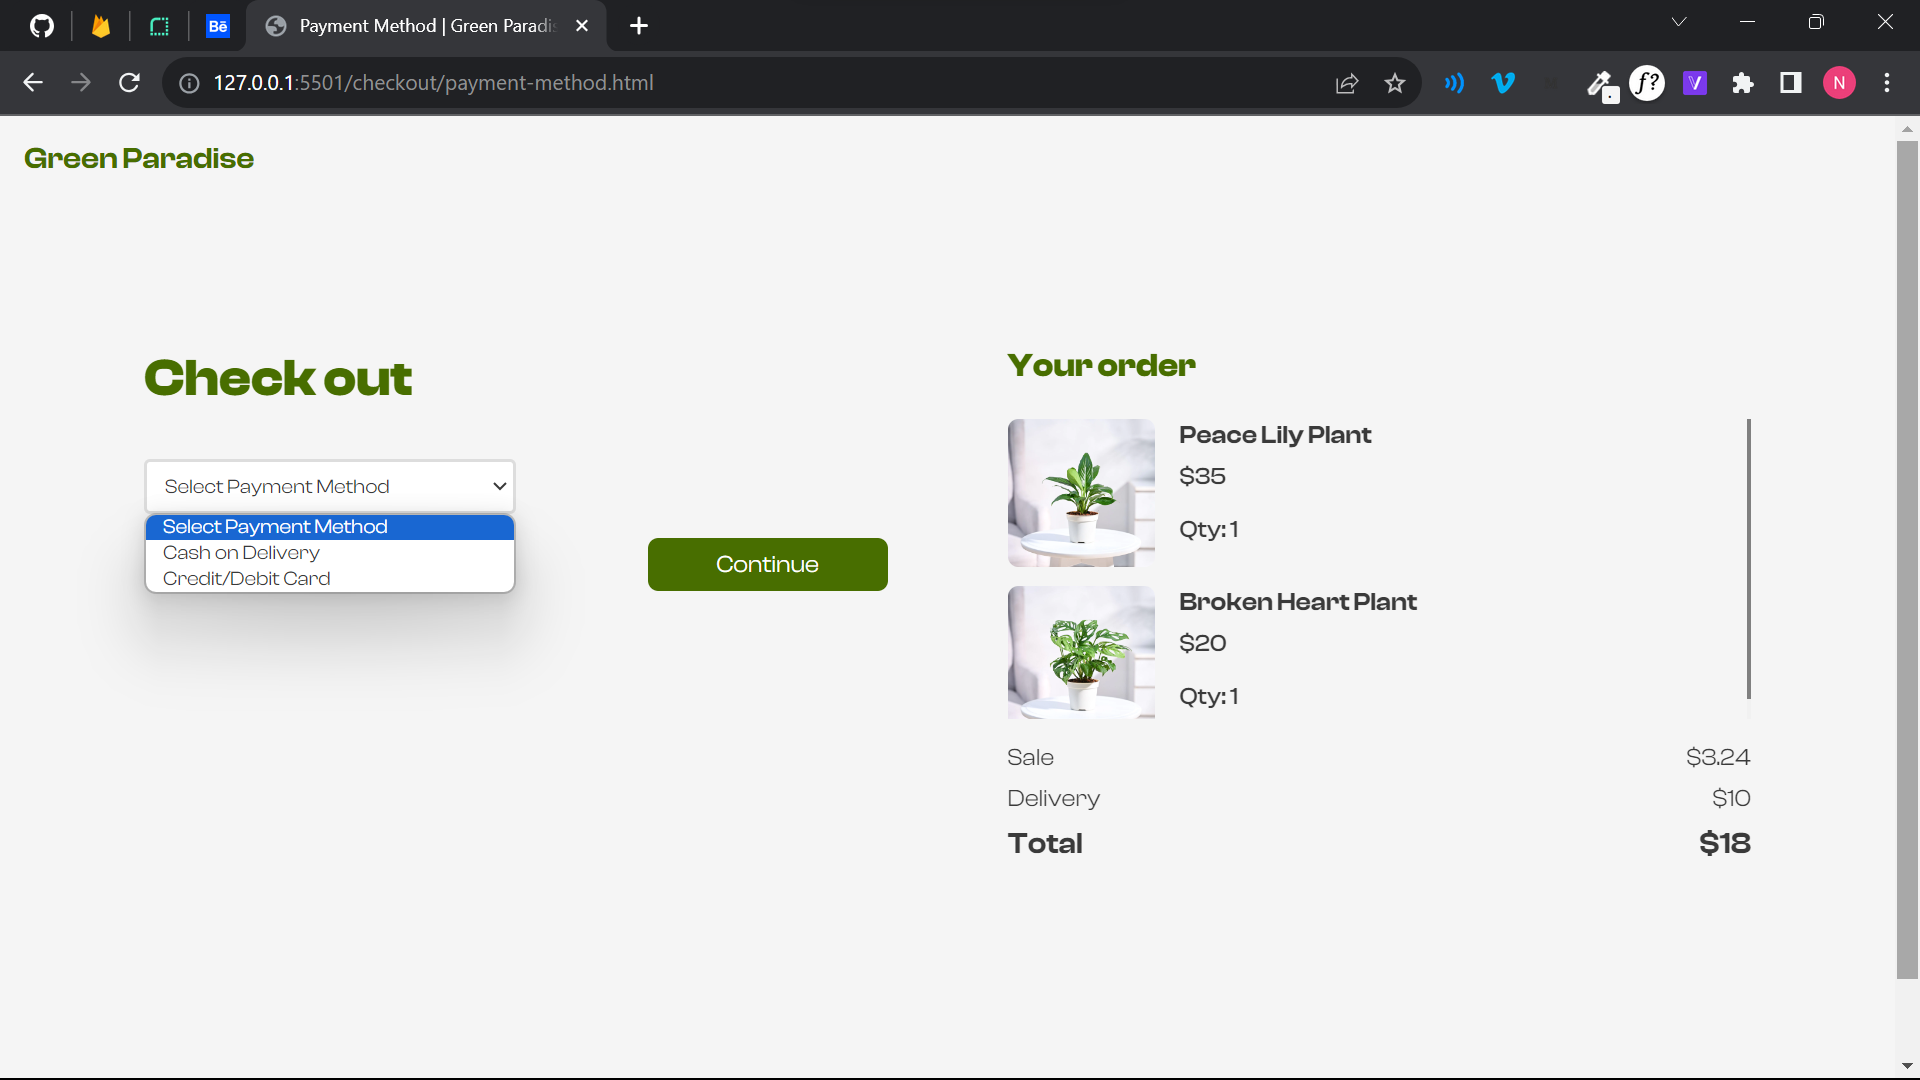 Bē
Payment Method | Green Paradis
127.0.0.1:5501/checkout/payment-method.html
f?
V
N
Green Paradise
Check out
Select Payment Method
Select Payment Method
Cash on Delivery
Credit/Debit Card
Continue
Your order
Peace Lily Plant
$35
Qty: 1
Broken Heart Plant
$20
Qty: 1
Sale $3.24
Delivery $10
Total $18